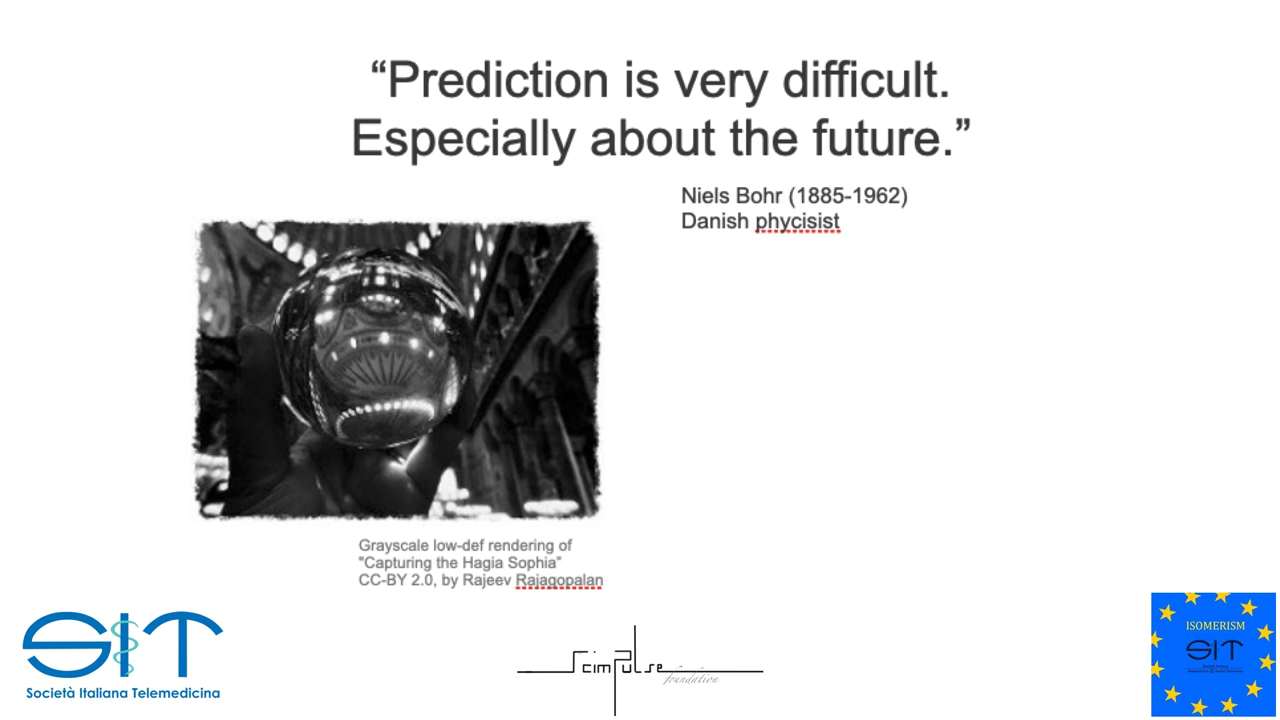 “Prediction is very difficult.
Especially about the future.”
Niels Bohr (1885-1962)
Danish phycisist
Grayscale low-def rendering of
"Capturing the Hagia Sophia”
CC-BY 2.0, by Rajeev Rajagopalan
SIT
Società Italiana Telemedicina
scimpulse
foundation
ISOMERISM
SIT